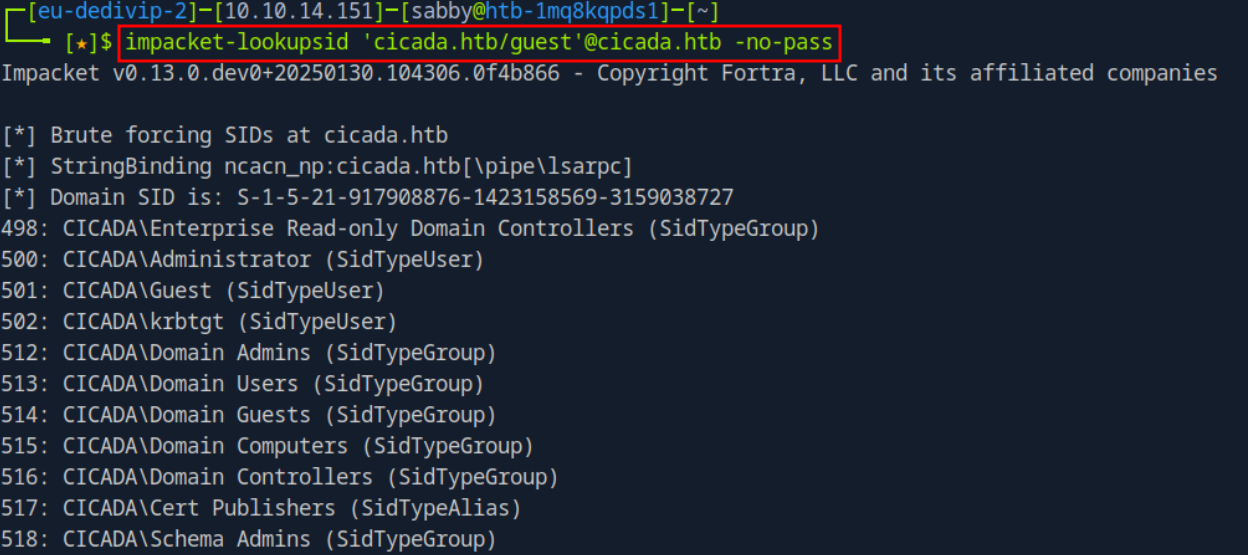 ┌─[eu-dedivip-2]─[10.10.14.151]─[sabby@htb-1mq8kqpds1]─[~]
└──╼ [★]$ impacket-lookupsid 'cicada.htb/guest'@cicada.htb -no-pass
Impacket v0.13.0.dev0+20250130.104306.0f4b866 - Copyright Fortra, LLC and its affiliated companies
[*] Brute forcing SIDs at cicada.htb
[*] StringBinding ncacn_np:cicada.htb[\pipe\lsarpc]
[*] Domain SID is: S-1-5-21-917908876-1423158569-3159038727
498: CICADA\Enterprise Read-only Domain Controllers (SidTypeGroup)
500: CICADA\Administrator (SidTypeUser)
501: CICADA\Guest (SidTypeUser)
502: CICADA\krbtgt (SidTypeUser)
512: CICADA\Domain Admins (SidTypeGroup)
513: CICADA\Domain Users (SidTypeGroup)
514: CICADA\Domain Guests (SidTypeGroup)
515: CICADA\Domain Computers (SidTypeGroup)
516: CICADA\Domain Controllers (SidTypeGroup)
517: CICADA\Cert Publishers (SidTypeAlias)
518: CICADA\Schema Admins (SidTypeGroup)